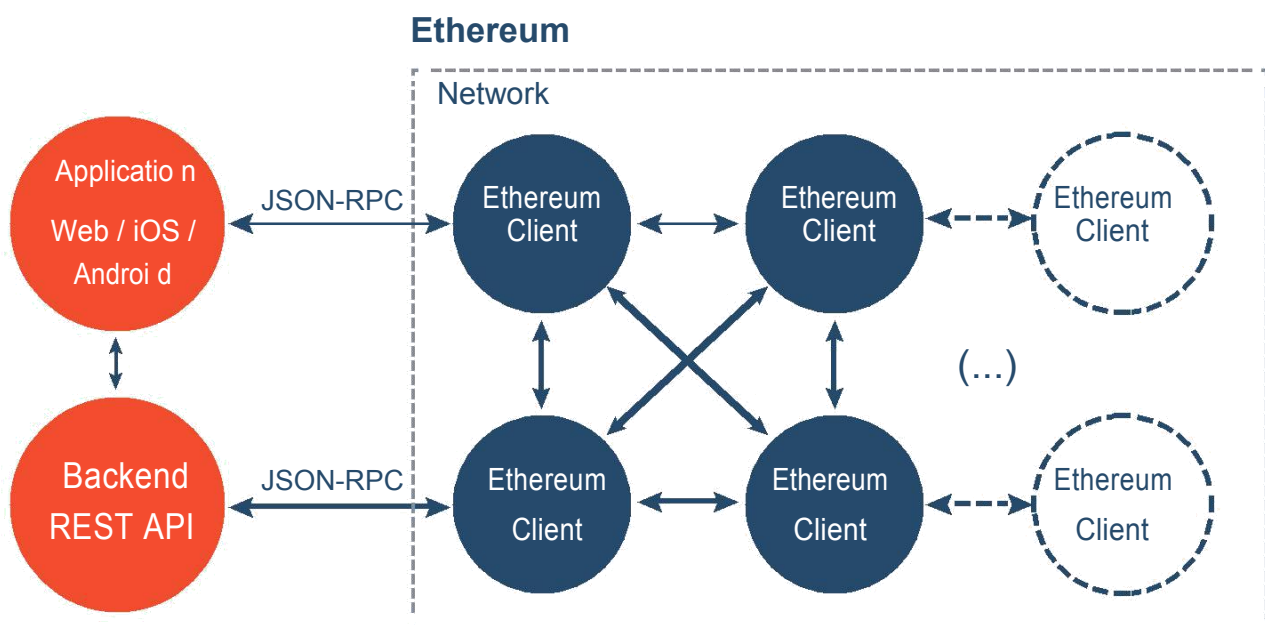 Ethereum
Network
Applicatio n
Web / iOS /
Androi d
JSON-RPC
Ethereum
Client
Ethereum
Client
Ethereum
Client
(...)
Backend
REST API
JSON-RPC
Ethereum
Client
Ethereum
Client
Ethereum
Client